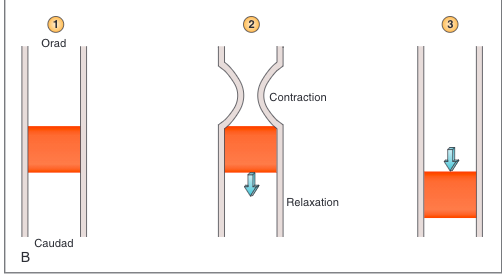 1
2
3
Orad
Contraction
Relaxation
Caudad
B